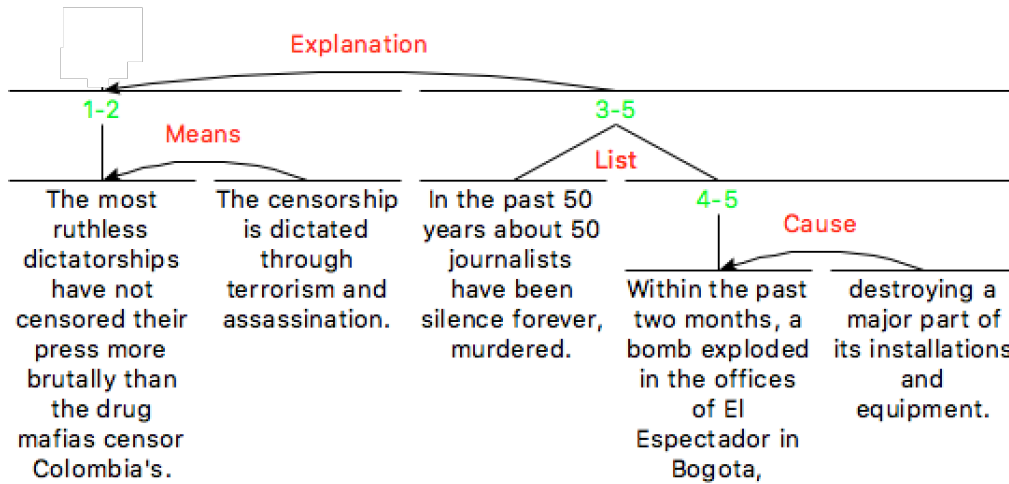 Explanation
1-2
3-5
Means
List
The most
ruthless
dictatorships
have not
censored their
press more
brutally than
the drug
mafias censor
Colombia's.
The censorship
is dictated
through
terrorism and
assassination.
In the past 50
years about 50
journalists
have been
silence forever,
murdered.
4-5
Cause
Within the past
two months, a
bomb exploded
in the offices
of El
Espectador in
Bogota,
destroying a
major part of
its installations
and
equipment.